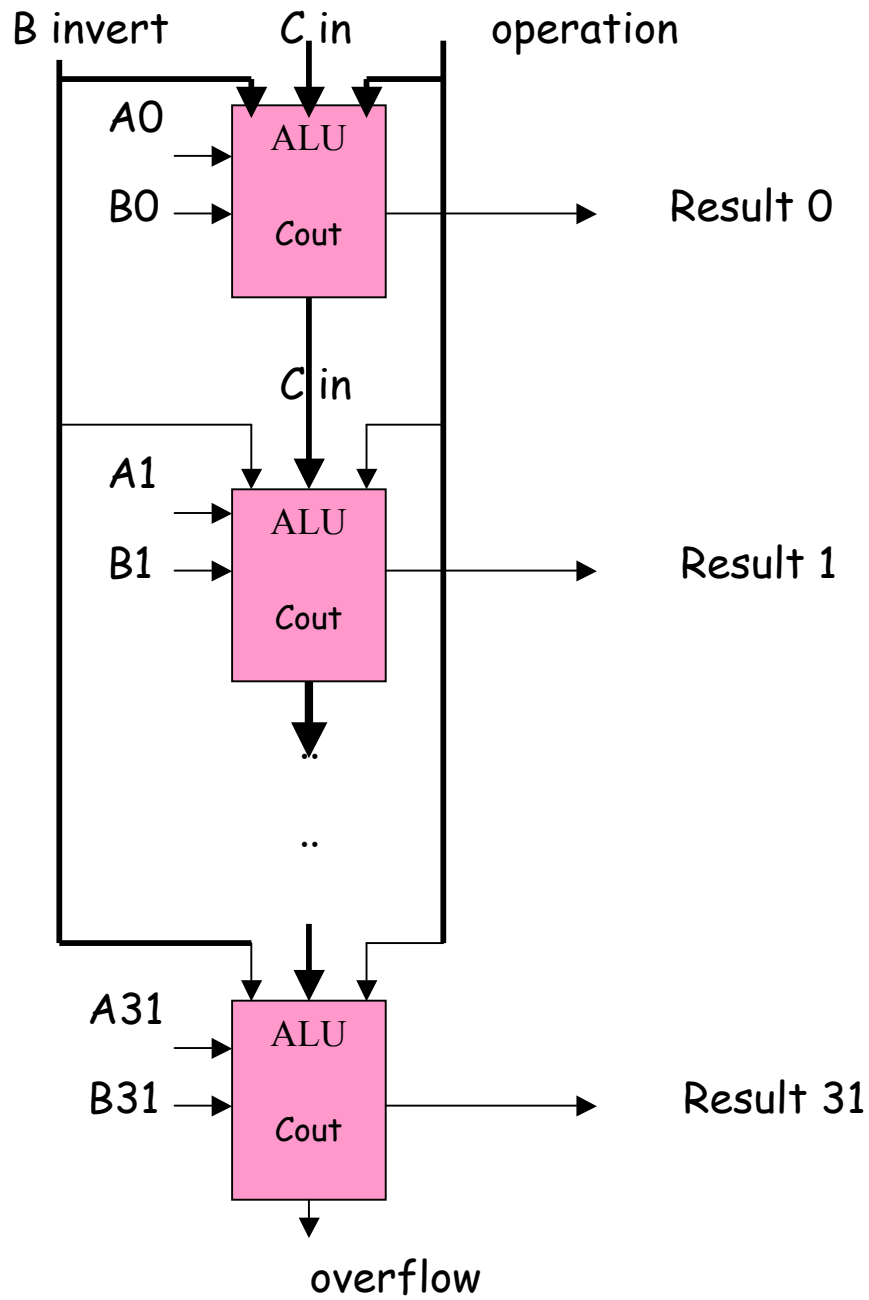 B invert C in operation
A0
ALU
B0
Cout
Result 0
C in
A1
ALU
B1
Cout
Result 1
..
..
A31
ALU
B31
Cout
Result 31
overflow